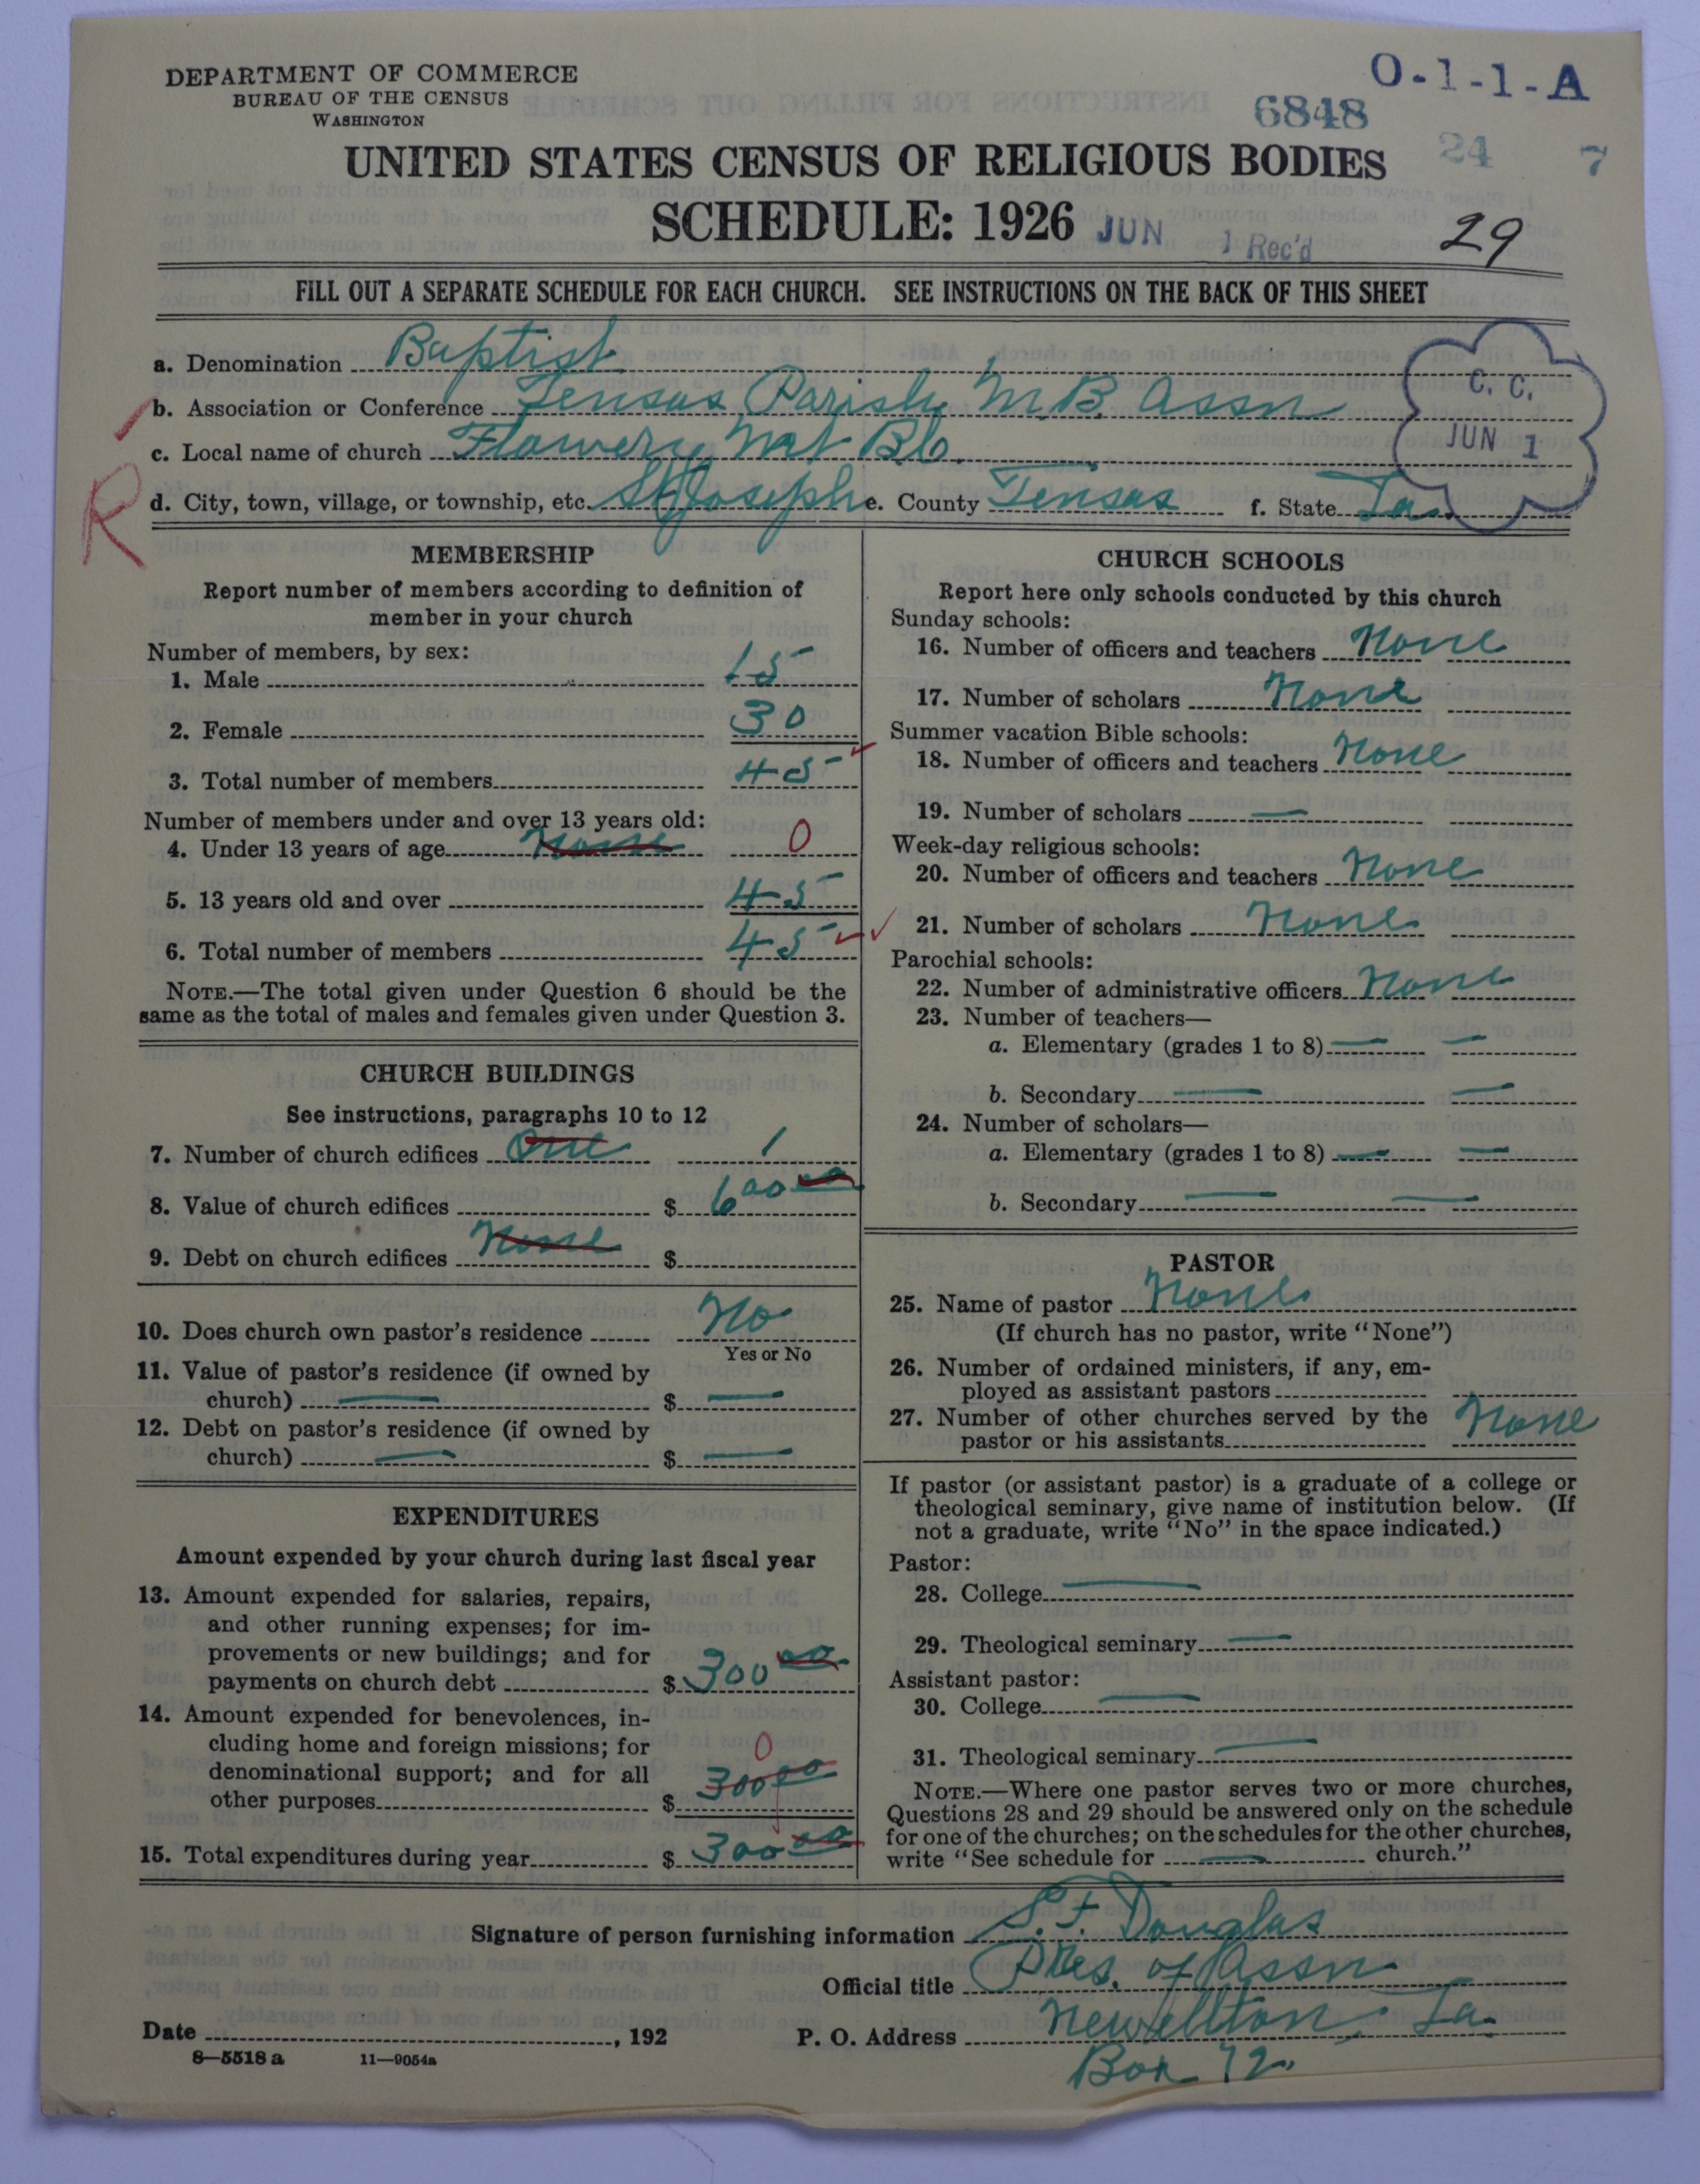 DEPARTMENT OF COMMERCE
BUREAU OF THE CENSUS
WASHINGTON
O-1-1-A
6848
24 7
UNITED STATES CENSUS OF RELIGIOUS BODIES
SCHEDULE: 1926 JUN 1 Rec'd 29
FILL OUT A SEPARATE SCHEDULE FOR EACH CHURCH. SEE INSTRUCTIONS ON THE BACK OF THIS SHEET
a. Denomination Baptist
b. Association or Conference Tensas Parish M.B. Assn
c. Local name of church Flowery Mt B.
d. City, town, village, or township, etc. St Joseph e. County Tensas f. State La.
C. C.
JUN 1
R
MEMBERSHIP
Report number of members according to definition of
member in your church
Number of members, by sex:
1. Male 15
2. Female 30
3. Total number of members 45
Number of members under and over 13 years old:
4. Under 13 years of age None 0
5. 13 years old and over 45
6. Total number of members 45
NOTE.—The total given under Question 6 should be the
same as the total of males and females given under Question 3.
CHURCH BUILDINGS
See instructions, paragraphs 10 to 12
7. Number of church edifices One 1
8. Value of church edifices $ 600 00
9. Debt on church edifices None $
10. Does church own pastor's residence No
Yes or No
11. Value of pastor's residence (if owned by
church) — $ —
12. Debt on pastor's residence (if owned by
church) — $ —
EXPENDITURES
Amount expended by your church during last fiscal year
13. Amount expended for salaries, repairs,
and other running expenses; for im-
provements or new buildings; and for
payments on church debt $ 300 00
14. Amount expended for benevolences, in-
cluding home and foreign missions; for
denominational support; and for all
other purposes $ 300 00 0
15. Total expenditures during year $ 300 00
CHURCH SCHOOLS
Report here only schools conducted by this church
Sunday schools:
16. Number of officers and teachers None
17. Number of scholars None
Summer vacation Bible schools:
18. Number of officers and teachers None
19. Number of scholars —
Week-day religious schools:
20. Number of officers and teachers None
21. Number of scholars None
Parochial schools:
22. Number of administrative officers None
23. Number of teachers—
a. Elementary (grades 1 to 8) — —
b. Secondary — —
24. Number of scholars—
a. Elementary (grades 1 to 8) — —
b. Secondary — —
PASTOR
25. Name of pastor None
(If church has no pastor, write "None")
26. Number of ordained ministers, if any, em-
ployed as assistant pastors
27. Number of other churches served by the
pastor or his assistants None
If pastor (or assistant pastor) is a graduate of a college or
theological seminary, give name of institution below. (If
not a graduate, write "No" in the space indicated.)
Pastor:
28. College —
29. Theological seminary —
Assistant pastor:
30. College —
31. Theological seminary —
NOTE.—Where one pastor serves two or more churches,
Questions 28 and 29 should be answered only on the schedule
for one of the churches; on the schedules for the other churches,
write "See schedule for — church."
Signature of person furnishing information S. F. Douglas
Official title Pres. of Assn
Date , 192 P. O. Address Newellton La.
Box 72
8—5518 a 11—9054a